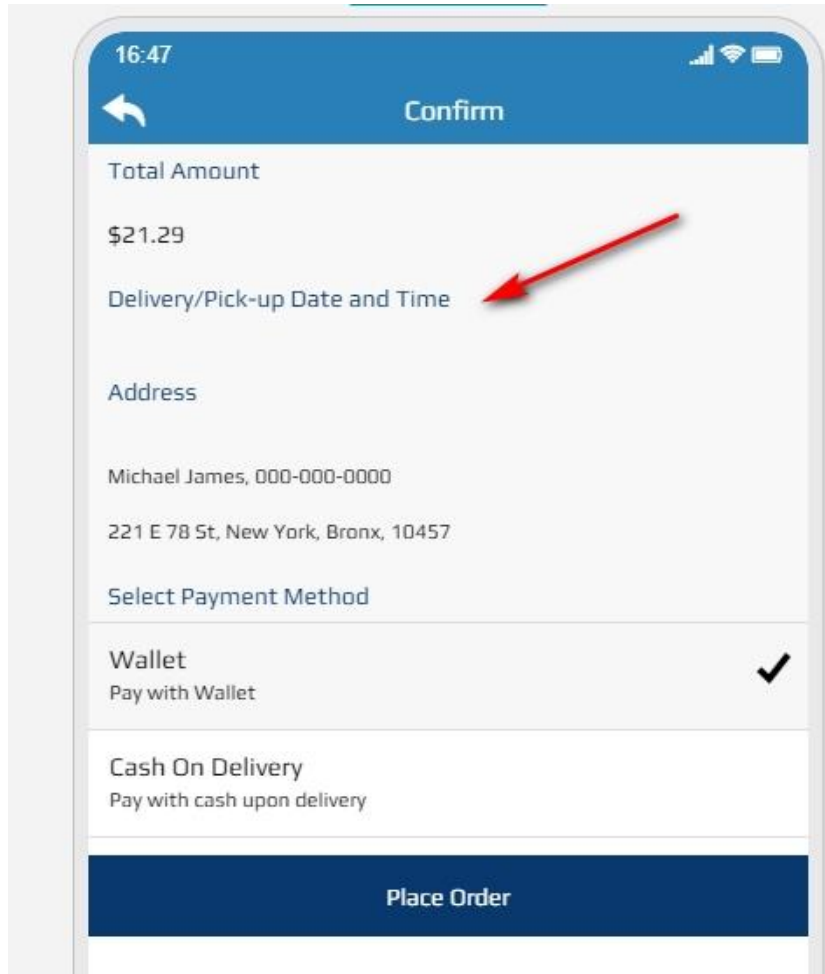 16:47
Confirm
Total Amount
$21.29
Delivery/Pick-up Date and Time
Address
Michael James, 000-000-0000
221 E 78 St, New York, Bronx, 10457
Select Payment Method
Wallet
Pay with Wallet
Cash On Delivery
Pay with cash upon delivery
Place Order